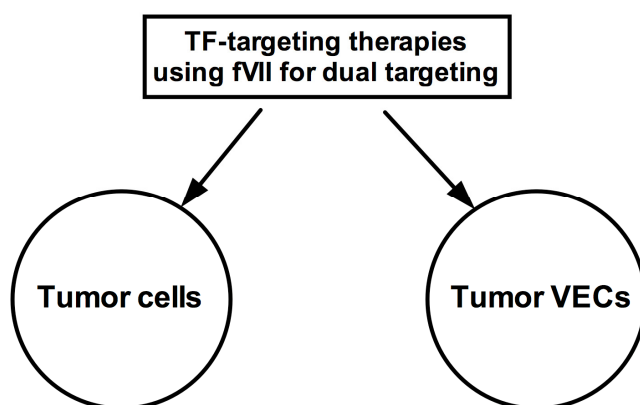 TF-targeting therapies
using fVII for dual targeting
Tumor cells
Tumor VECs